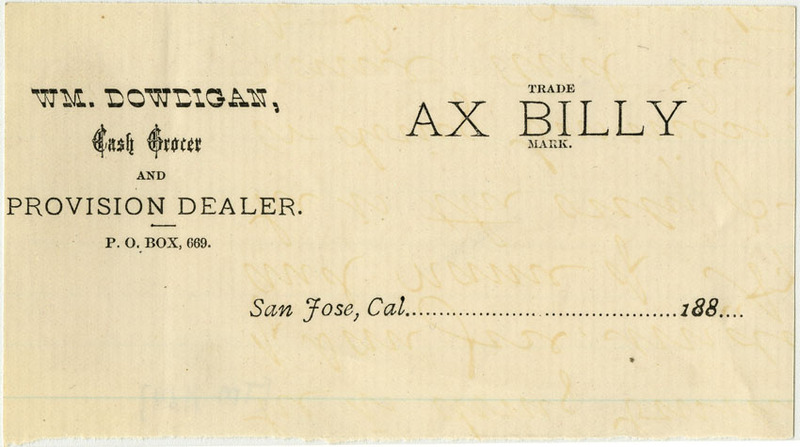 WM. DOWDIGAN,
Cash Grocer
AND
PROVISION DEALER.
P. O. BOX, 669.
TRADE
AX BILLY
MARK.
San Jose, Cal.......................................188....